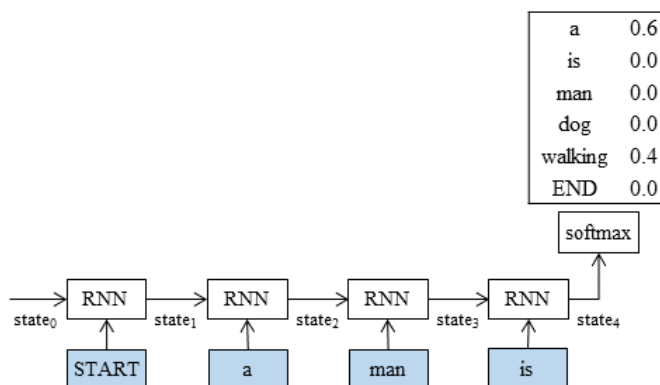 a 0.6
is 0.0
man 0.0
dog 0.0
walking 0.4
END 0.0
softmax
RNN RNN RNN RNN
state₀ state₁ state₂ state₃ state₄
START a man is